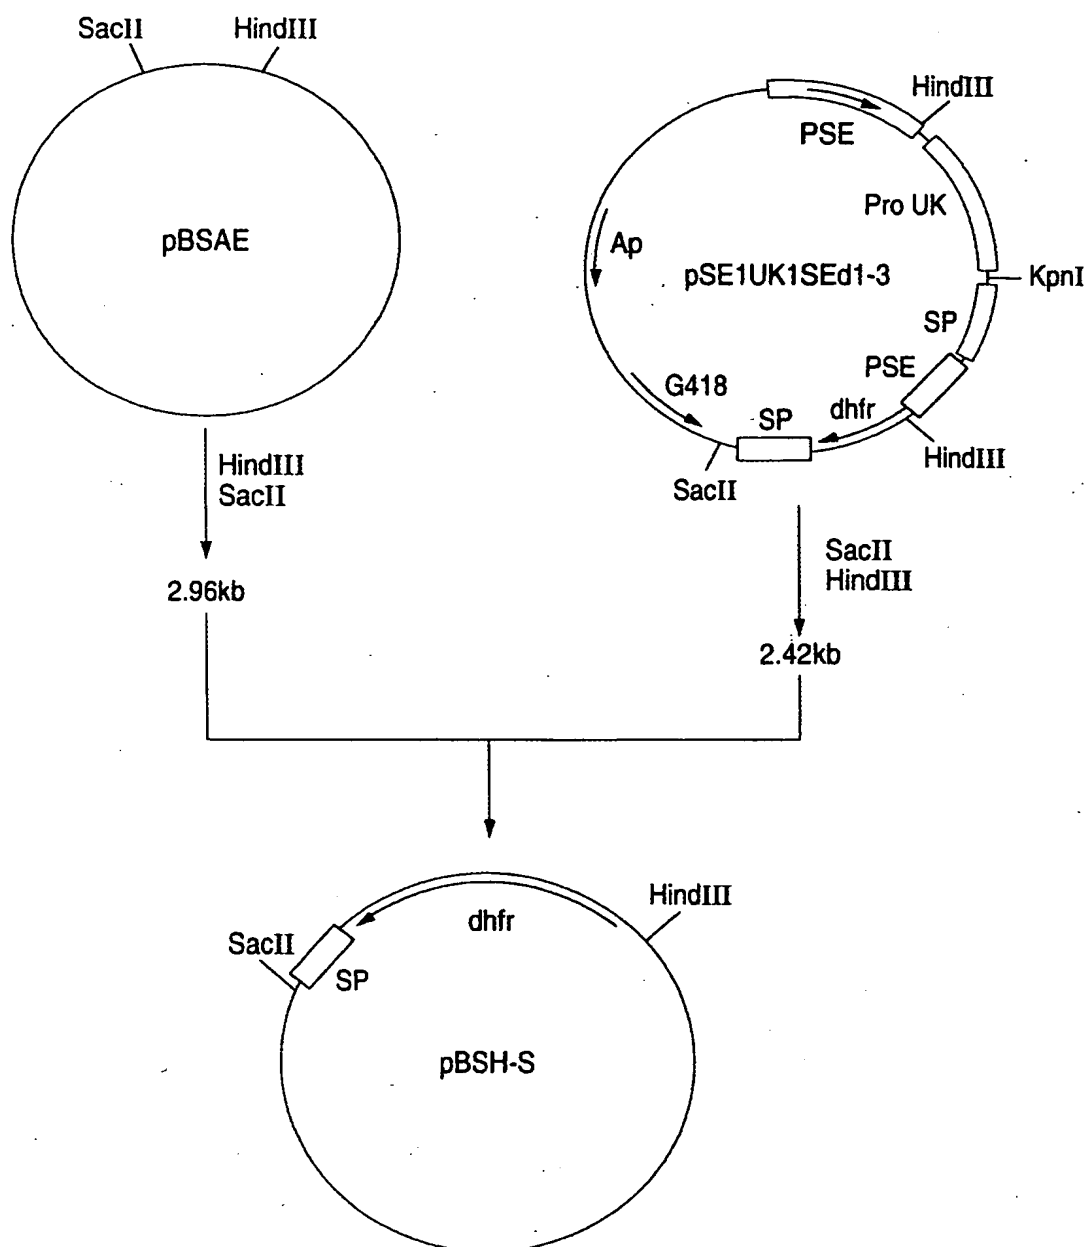 SacII
HindIII
pBSAE
HindIII
SacII
2.96kb
HindIII
PSE
Pro UK
Ap
pSE1UK1SEd1-3
KpnI
SP
PSE
G418
dhfr
SP
HindIII
SacII
SacII
HindIII
2.42kb
HindIII
dhfr
SacII
SP
pBSH-S